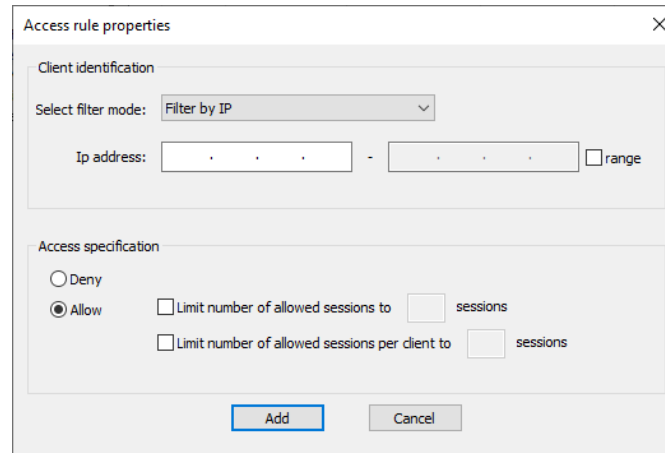 Access rule properties
Client identification
Select filter mode: Filter by IP
Ip address: . . . - . . . range
Access specification
Deny
Allow
Limit number of allowed sessions to sessions
Limit number of allowed sessions per client to sessions
Add Cancel